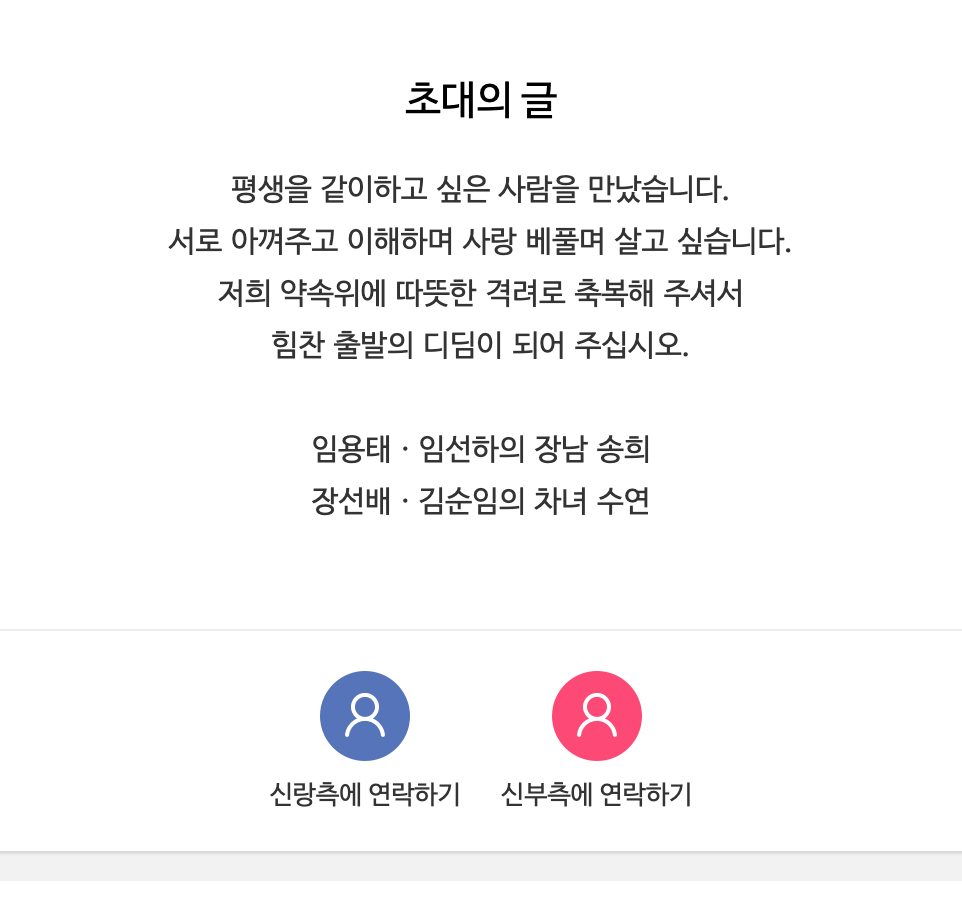 초대의 글
평생을 같이하고 싶은 사람을 만났습니다.
서로 아껴주고 이해하며 사랑 베풀며 살고 싶습니다.
저희 약속위에 따뜻한 격려로 축복해 주셔서
힘찬 출발의 디딤이 되어 주십시오.
임용태 · 임선하의 장남 송희
장선배 · 김순임의 차녀 수연
신랑측에 연락하기
신부측에 연락하기